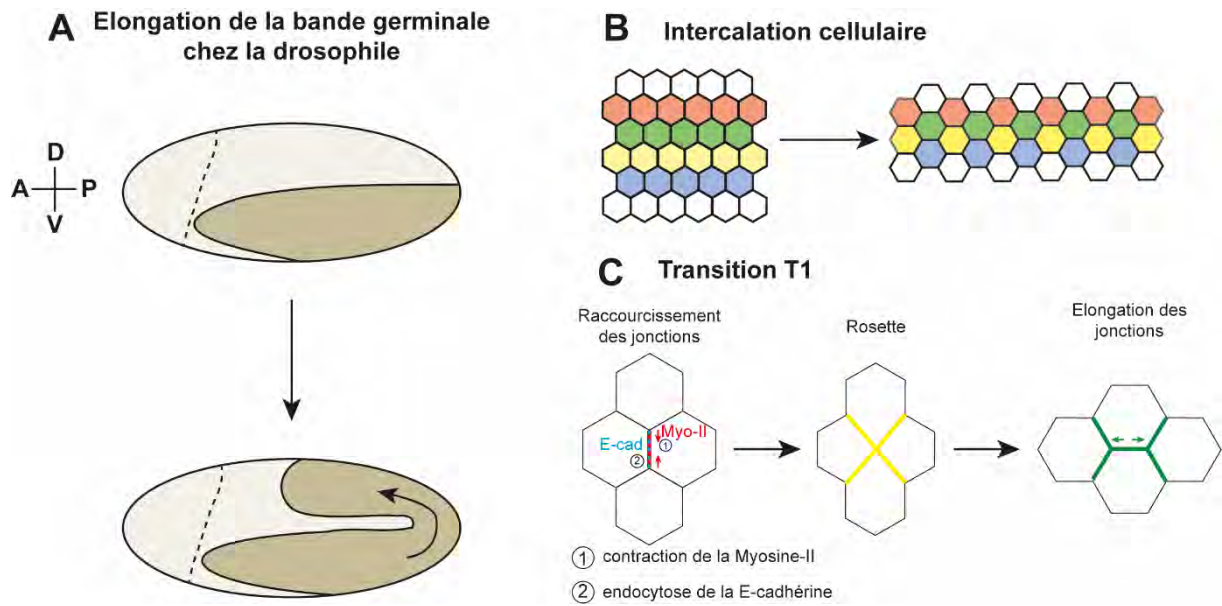 A Elongation de la bande germinale
chez la drosophile
D
A P
V
B Intercalation cellulaire
C Transition T1
Raccourcissement
des jonctions
Rosette
Elongation des
jonctions
E-cad
Myo-II
1
2
1 contraction de la Myosine-II
2 endocytose de la E-cadhérine